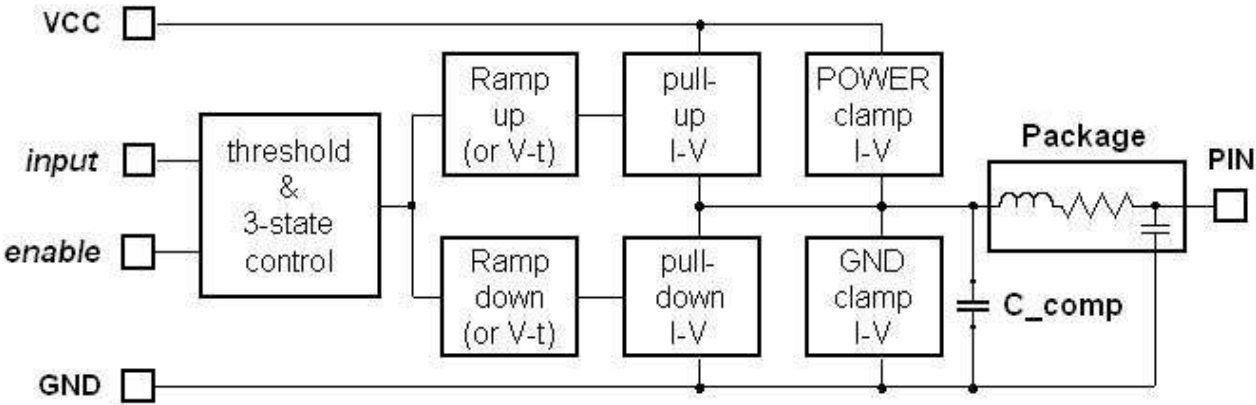 VCC
input
enable
GND
threshold
&
3-state
control
Ramp
up
(or V-t)
Ramp
down
(or V-t)
pull-
up
I-V
pull-
down
I-V
POWER
clamp
I-V
GND
clamp
I-V
C_comp
Package
PIN